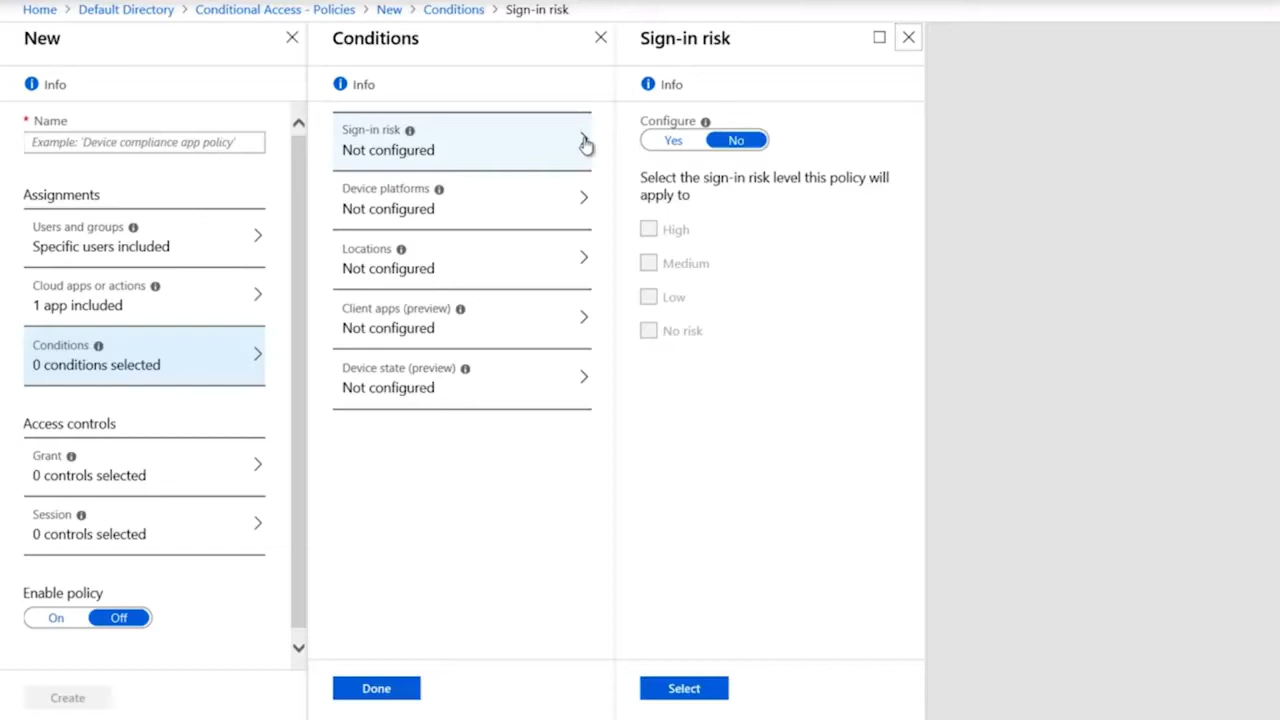 Home > Default Directory > Conditional Access - Policies > New > Conditions > Sign-in risk
New
Info
* Name
Example: 'Device compliance app policy'
Assignments
Users and groups
Specific users included
Cloud apps or actions
1 app included
Conditions
0 conditions selected
Access controls
Grant
0 controls selected
Session
0 controls selected
Enable policy
On Off
Create
Conditions
Info
Sign-in risk
Not configured
Device platforms
Not configured
Locations
Not configured
Client apps (preview)
Not configured
Device state (preview)
Not configured
Done
Sign-in risk
Info
Configure
Yes No
Select the sign-in risk level this policy will
apply to
High
Medium
Low
No risk
Select